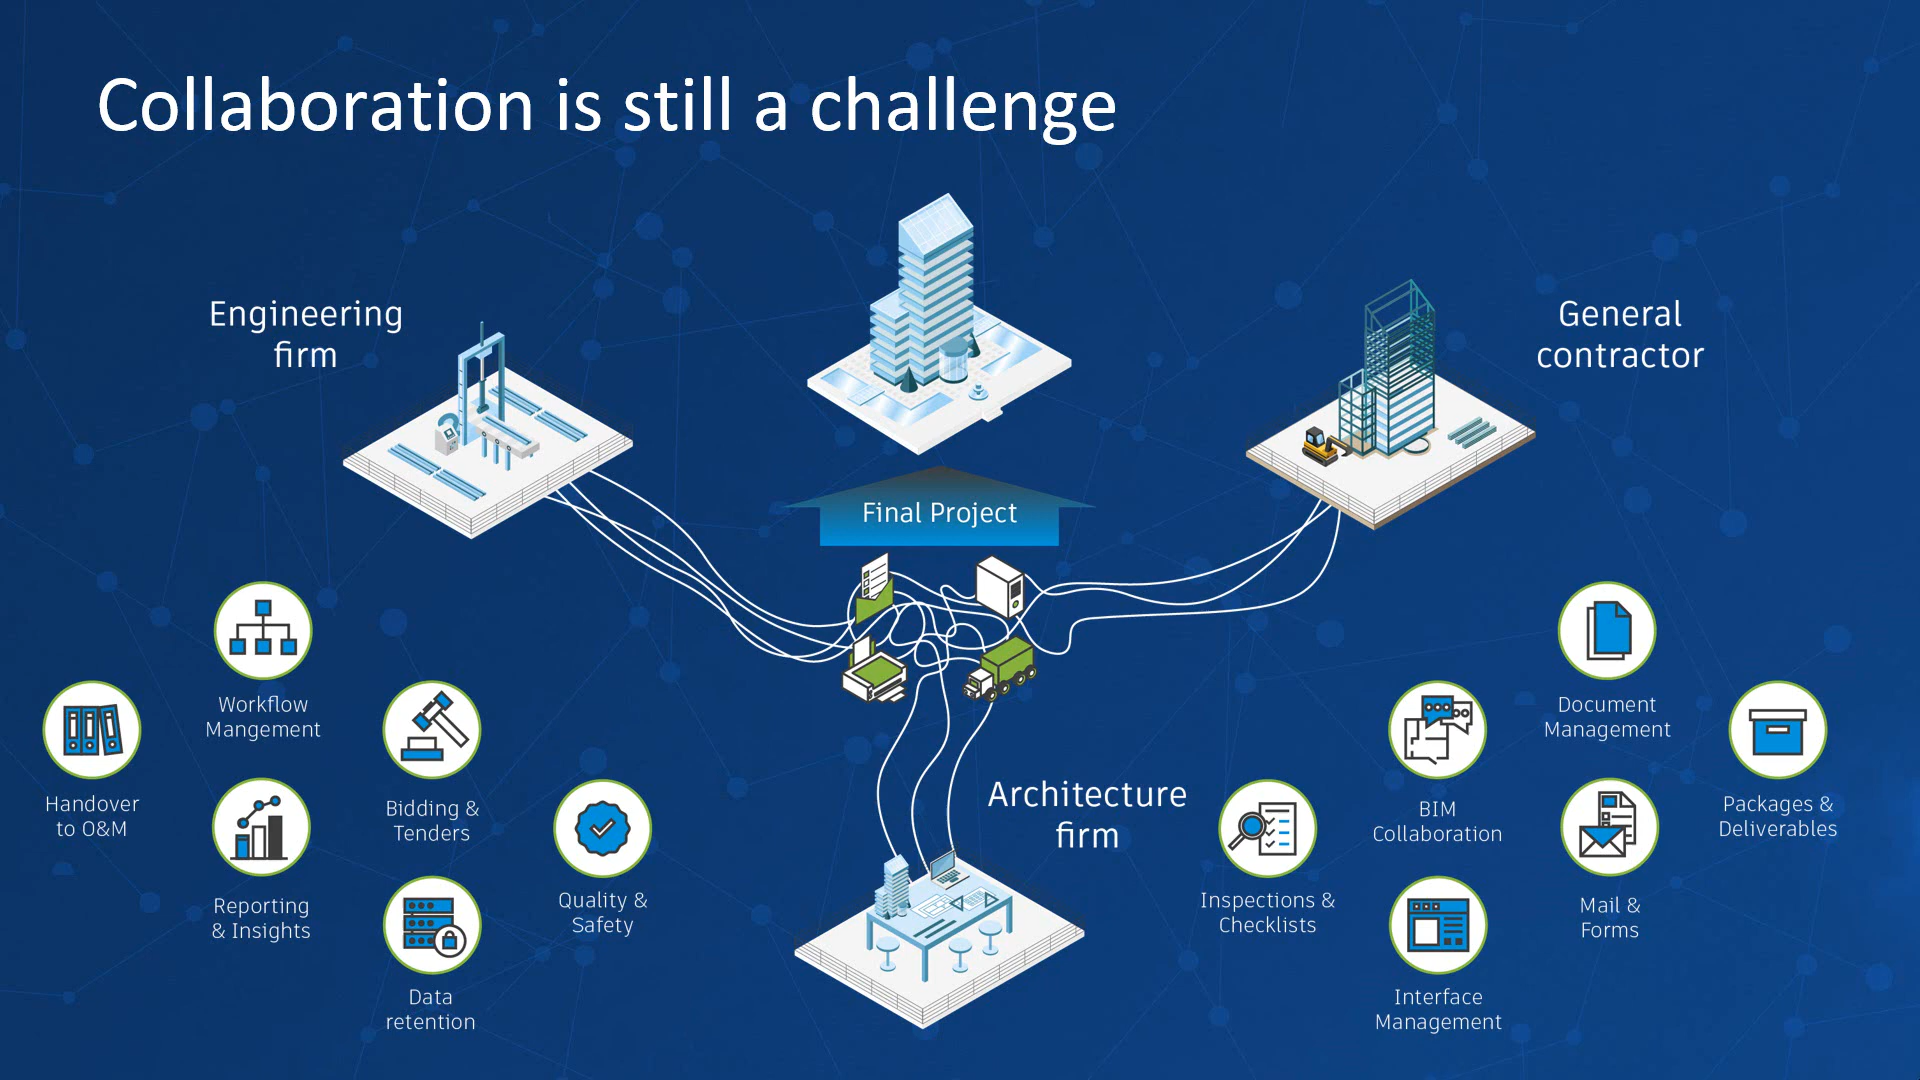 Collaboration is still a challenge
Engineering
firm
General
contractor
Final Project
Workflow
Mangement
Handover
to O&M
Bidding &
Tenders
Reporting
& Insights
Quality &
Safety
Data
retention
Architecture
firm
Document
Management
BIM
Collaboration
Packages &
Deliverables
Inspections &
Checklists
Mail &
Forms
Interface
Management